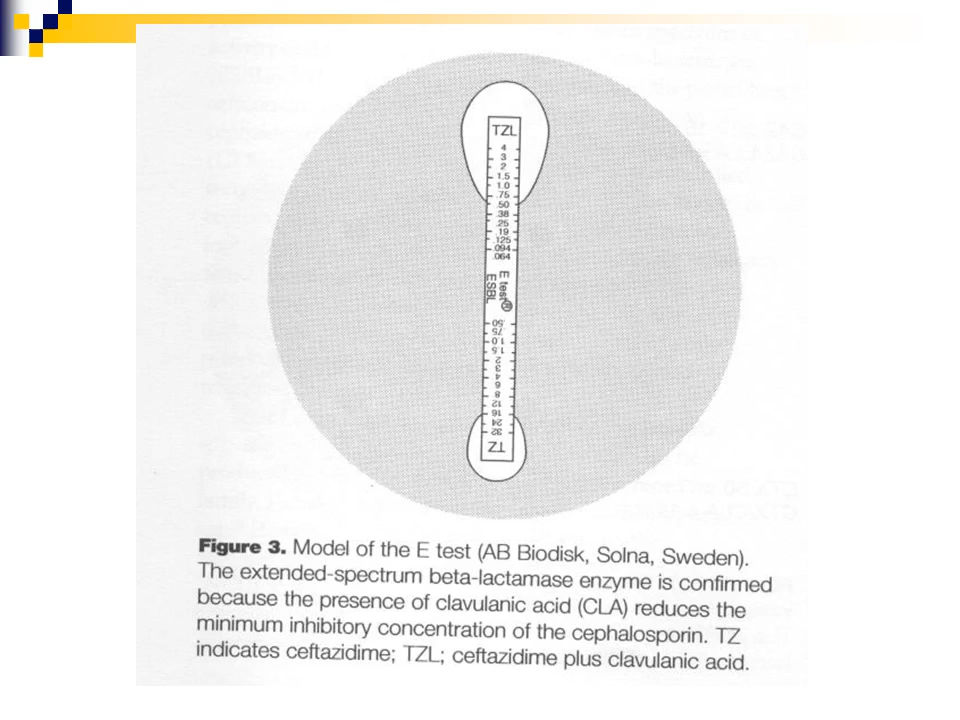 TZL
4
3
2
1.5
1.0
.75
.50
.38
.25
.19
.125
.094
.064
E test®
ESBL
.50
.75
1.0
1.5
2
3
4
6
8
12
16
24
32
TZ
Figure 3. Model of the E test (AB Biodisk, Solna, Sweden).
The extended-spectrum beta-lactamase enzyme is confirmed
because the presence of clavulanic acid (CLA) reduces the
minimum inhibitory concentration of the cephalosporin. TZ
indicates ceftazidime; TZL; ceftazidime plus clavulanic acid.